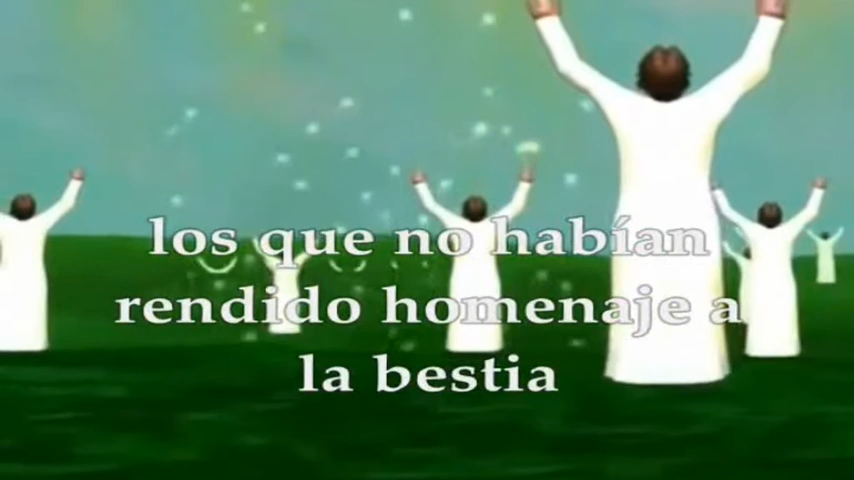 los que no habían
rendido homenaje a
la bestia